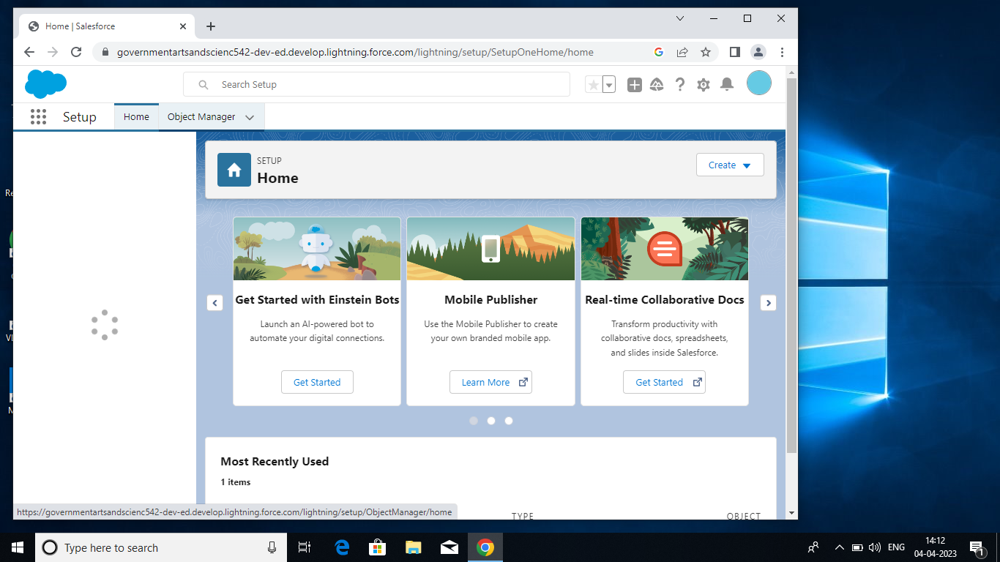 Home | Salesforce
governmentartsandscienc542-dev-ed.develop.lightning.force.com/lightning/setup/SetupOneHome/home
Search Setup
Setup
Home
Object Manager
SETUP
Home
Create
Get Started with Einstein Bots
Launch an AI-powered bot to
automate your digital connections.
Get Started
Mobile Publisher
Use the Mobile Publisher to create
your own branded mobile app.
Learn More
Real-time Collaborative Docs
Transform productivity with
collaborative docs, spreadsheets,
and slides inside Salesforce.
Get Started
Most Recently Used
1 items
TYPE
OBJECT
https://governmentartsandscienc542-dev-ed.develop.lightning.force.com/lightning/setup/ObjectManager/home
Type here to search
ENG
14:12
04-04-2023
1